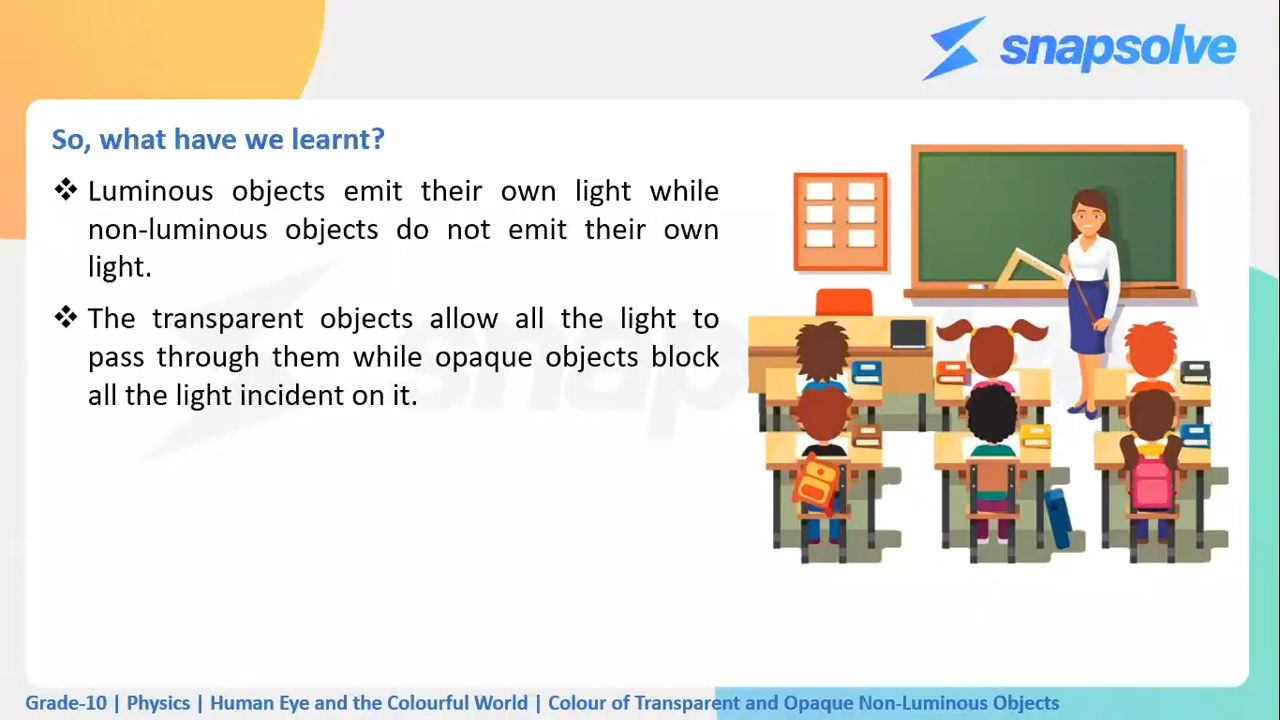 snapsolve
So, what have we learnt?
❖ Luminous objects emit their own light while
non-luminous objects do not emit their own
light.
❖ The transparent objects allow all the light to
pass through them while opaque objects block
all the light incident on it.
snapsolve
Grade-10 | Physics | Human Eye and the Colourful World | Colour of Transparent and Opaque Non-Luminous Objects